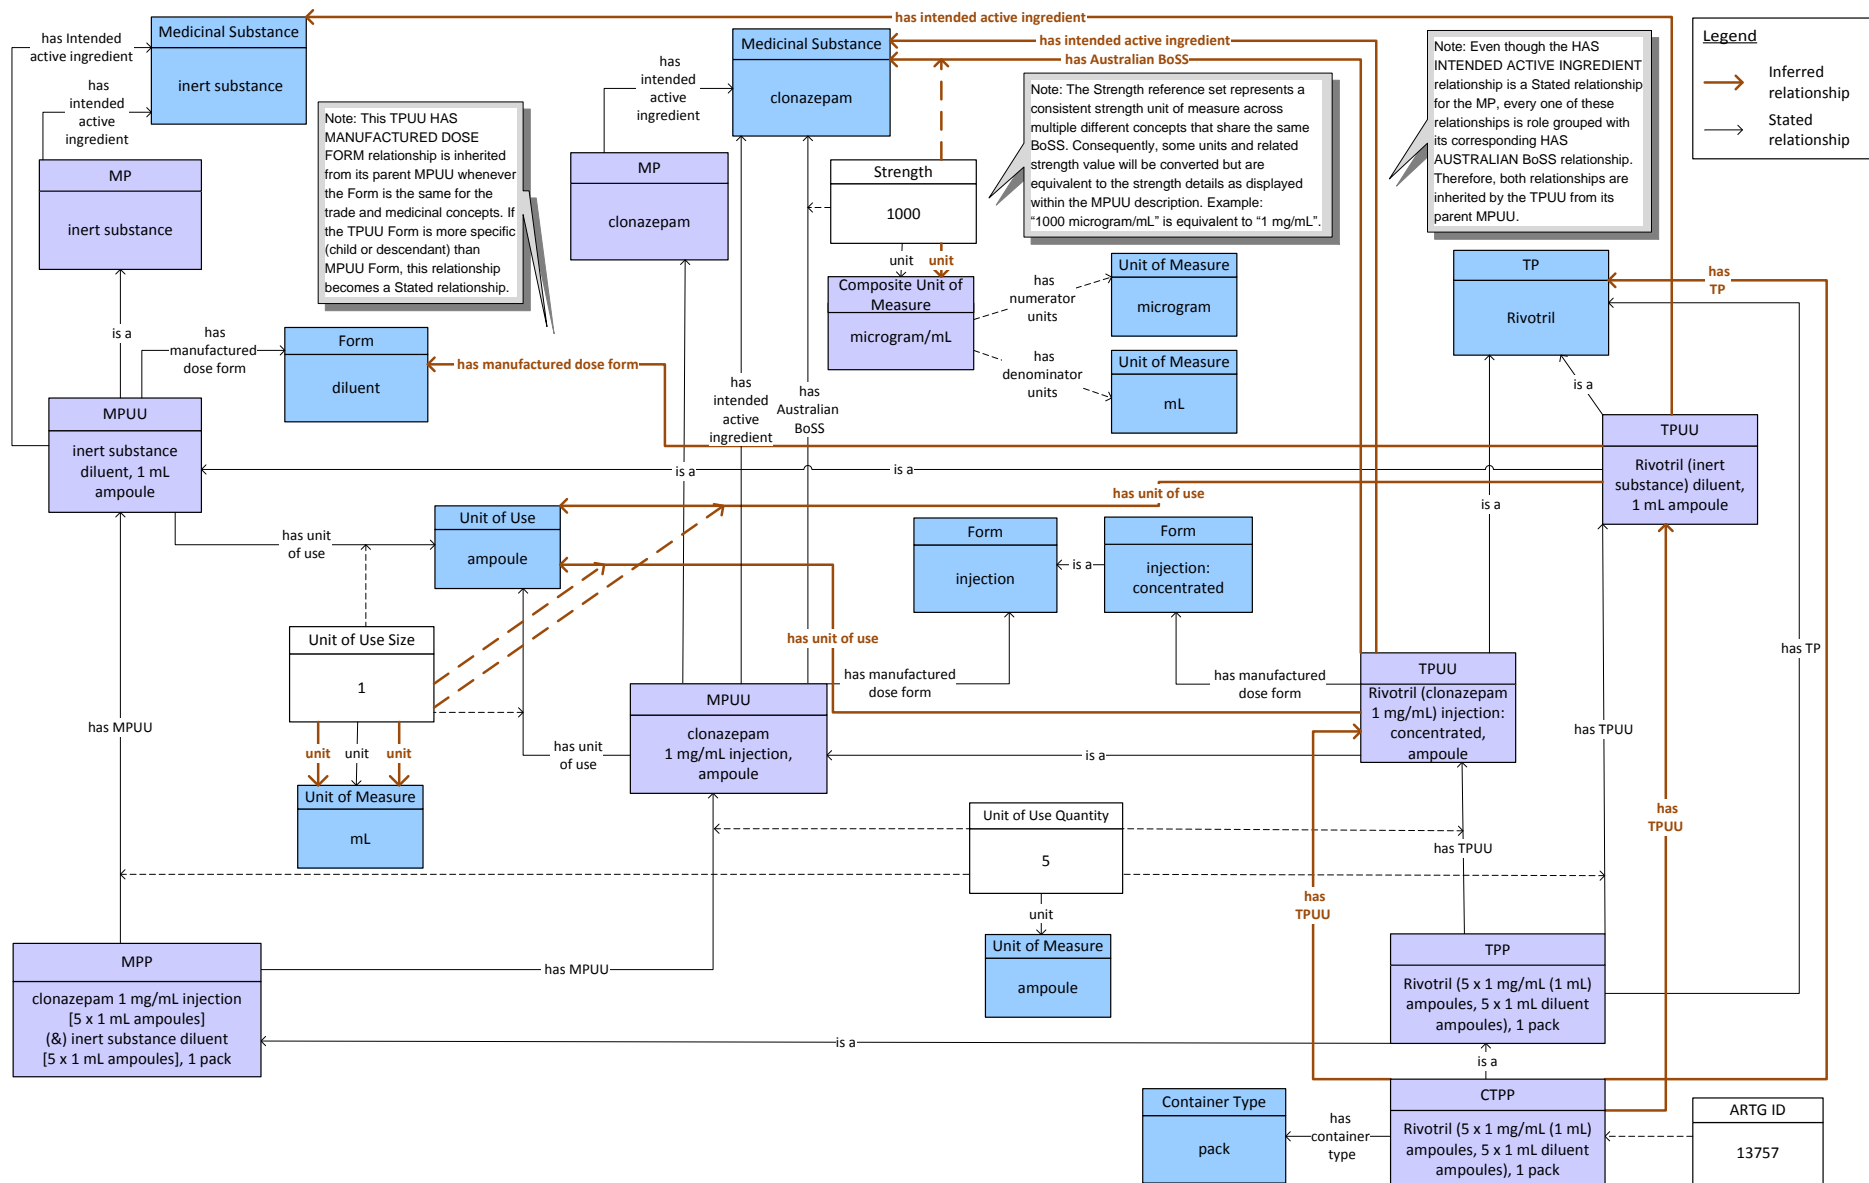 has intended active ingredient
Medicinal Substance
inert substance
has Intended
active ingredient
has
intended
active
ingredient
MP
inert substance
Note: This TPUU HAS
MANUFACTURED DOSE
FORM relationship is inherited
from its parent MPUU whenever
the Form is the same for the
trade and medicinal concepts. If
the TPUU Form is more specific
(child or descendant) than
MPUU Form, this relationship
becomes a Stated relationship.
Medicinal Substance
clonazepam
has
intended
active
ingredient
MP
clonazepam
has intended active ingredient
has Australian BoSS
Note: The Strength reference set represents a
consistent strength unit of measure across
multiple different concepts that share the same
BoSS. Consequently, some units and related
strength value will be converted but are
equivalent to the strength details as displayed
within the MPUU description. Example:
“1000 microgram/mL” is equivalent to “1 mg/mL”.
Note: Even though the HAS
INTENDED ACTIVE INGREDIENT
relationship is a Stated relationship
for the MP, every one of these
relationships is role grouped with
its corresponding HAS
AUSTRALIAN BoSS relationship.
Therefore, both relationships are
inherited by the TPUU from its
parent MPUU.
Legend
Inferred
relationship
Stated
relationship
Strength
1000
unit
unit
Composite Unit of
Measure
microgram/mL
has
numerator
units
Unit of Measure
microgram
has
denominator
units
Unit of Measure
mL
TP
Rivotril
has
TP
is a
is a
has
manufactured
dose form
Form
diluent
has manufactured dose form
is a
MPUU
inert substance
diluent, 1 mL
ampoule
has
intended
active
ingredient
has
Australian
BoSS
TPUU
Rivotril (inert
substance) diluent,
1 mL ampoule
is a
is a
has unit of use
is a
has unit
of use
Unit of Use
ampoule
Form
injection
is a
Form
injection:
concentrated
Unit of Use Size
1
has unit of use
has manufactured
dose form
has manufactured
dose form
has TP
unit
unit
unit
Unit of Measure
mL
has MPUU
has unit
of use
MPUU
clonazepam
1 mg/mL injection,
ampoule
is a
TPUU
Rivotril (clonazepam
1 mg/mL) injection:
concentrated,
ampoule
has TPUU
Unit of Use Quantity
5
has TPUU
has
TPUU
has
TPUU
unit
Unit of Measure
ampoule
MPP
clonazepam 1 mg/mL injection
[5 x 1 mL ampoules]
(&) inert substance diluent
[5 x 1 mL ampoules], 1 pack
has MPUU
TPP
Rivotril (5 x 1 mg/mL (1 mL)
ampoules, 5 x 1 mL diluent
ampoules), 1 pack
is a
is a
Container Type
pack
has
container
type
CTPP
Rivotril (5 x 1 mg/mL (1 mL)
ampoules, 5 x 1 mL diluent
ampoules), 1 pack
ARTG ID
13757